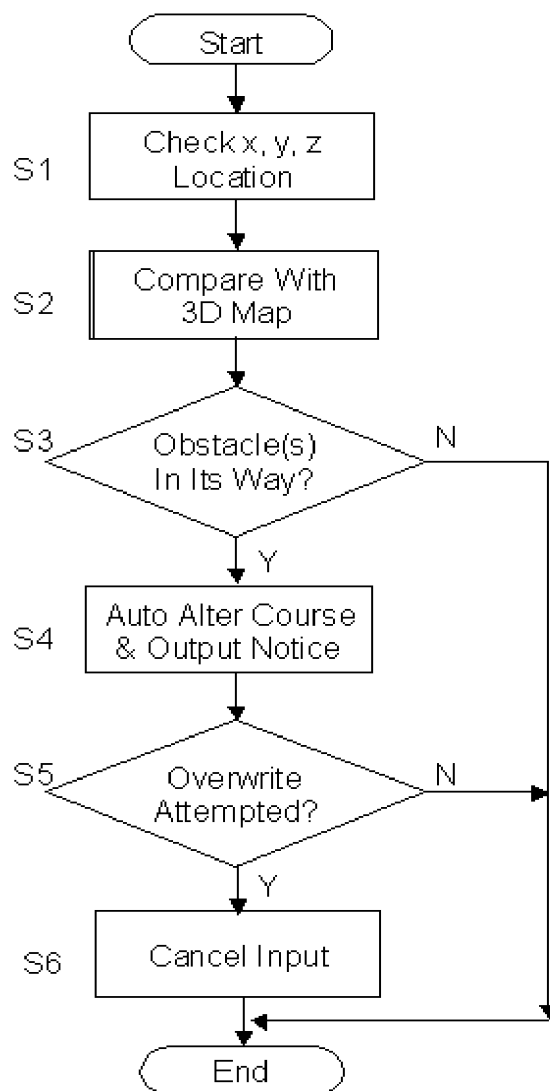 Start
S1
Check x, y, z
Location
S2
Compare With
3D Map
S3
Obstacle(s)
In Its Way?
N
Y
S4
Auto Alter Course
& Output Notice
S5
Overwrite
Attempted?
N
Y
S6
Cancel Input
End